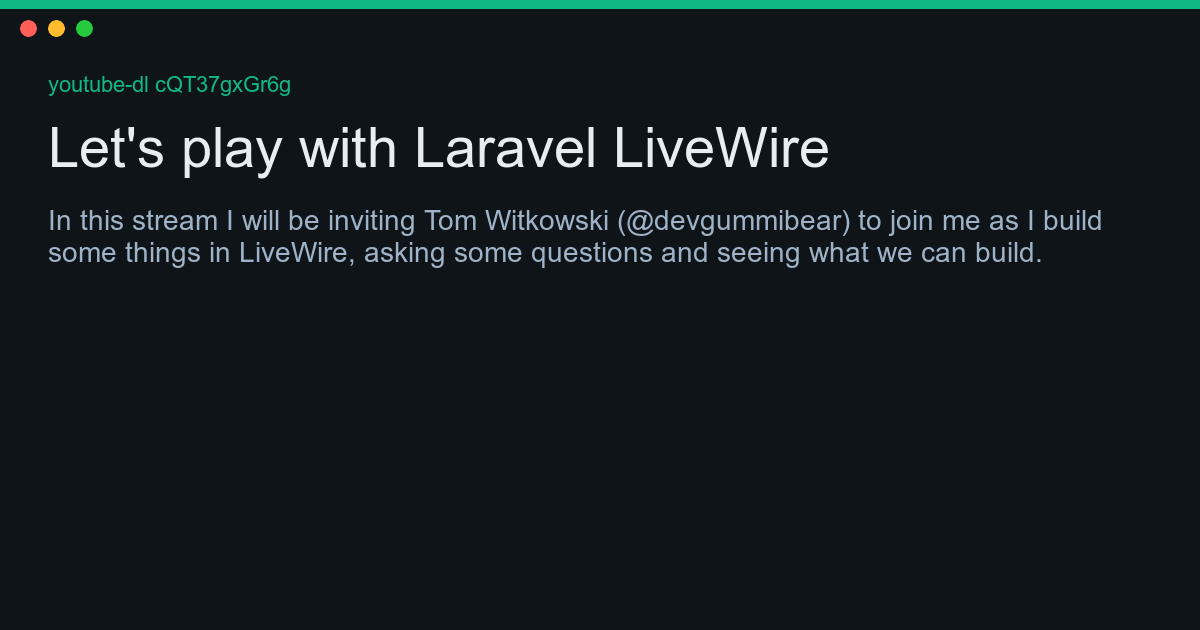 youtube-dl cQT37gxGr6g
Let's play with Laravel LiveWire
In this stream I will be inviting Tom Witkowski (@devgummibear) to join me as I build
some things in LiveWire, asking some questions and seeing what we can build.